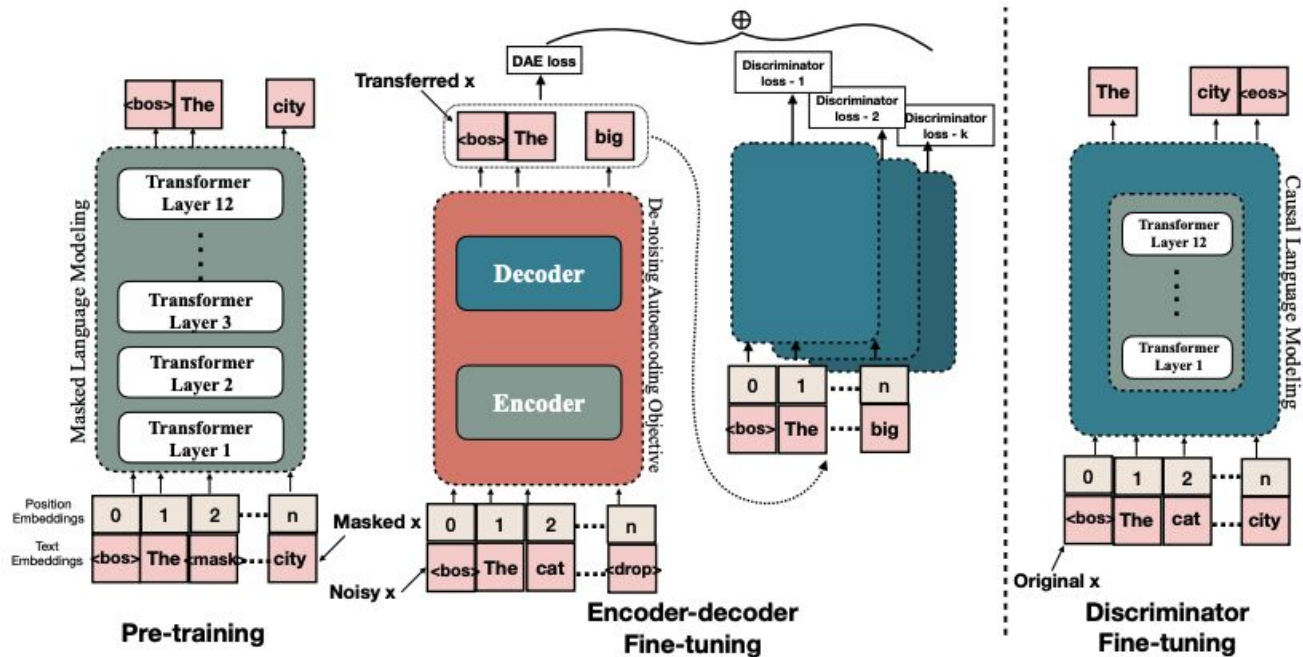 <bos> The city
Masked Language Modeling
Transformer
Layer 12
Transformer
Layer 3
Transformer
Layer 2
Transformer
Layer 1
Position
Embeddings
0 1 2 n
Text
Embeddings
<bos> The <mask> city
Pre-training
Masked x
Noisy x
Transferred x
DAE loss
<bos> The big
De-noising Autoencoding Objective
Decoder
Encoder
0 1 2 n
<bos> The cat <drop>
Encoder-decoder
Fine-tuning
⊕
Discriminator
loss - 1
Discriminator
loss - 2
Discriminator
loss - k
0 1 n
<bos> The big
The city <eos>
Causal Language Modeling
Transformer
Layer 12
Transformer
Layer 1
0 1 2 n
<bos> The cat city
Original x
Discriminator
Fine-tuning